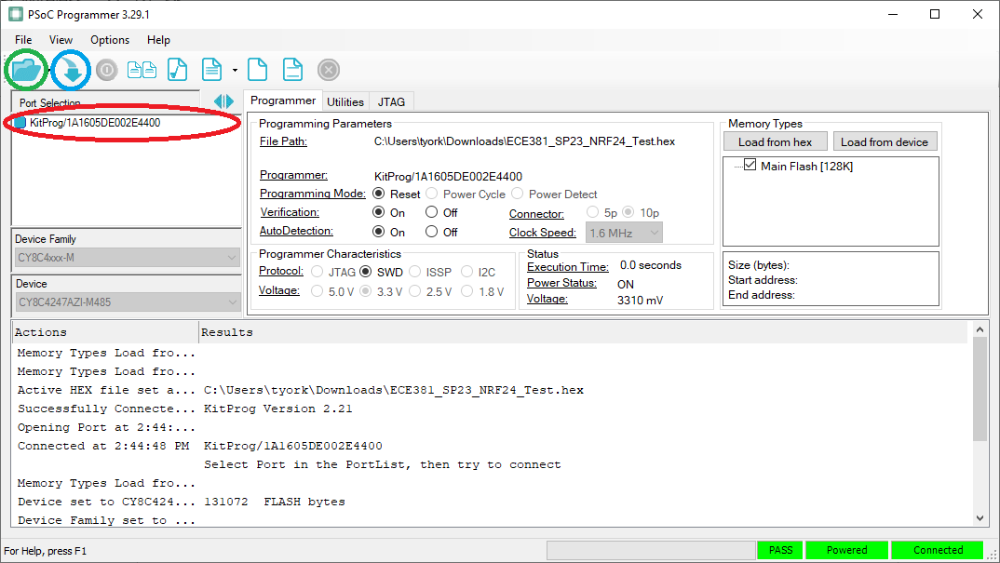 PSoC Programmer 3.29.1
File View Options Help
Port Selection
KitProg/1A1605DE002E4400
Device Family
CY8C4xxx-M
Device
CY8C4247AZI-M485
Programmer Utilities JTAG
Programming Parameters
File Path: C:\Users\tyork\Downloads\ECE381_SP23_NRF24_Test.hex
Programmer: KitProg/1A1605DE002E4400
Programming Mode: Reset Power Cycle Power Detect
Verification: On Off Connector: 5p 10p
AutoDetection: On Off Clock Speed: 1.6 MHz
Programmer Characteristics
Protocol: JTAG SWD ISSP I2C
Voltage: 5.0 V 3.3 V 2.5 V 1.8 V
Status
Execution Time: 0.0 seconds
Power Status: ON
Voltage: 3310 mV
Memory Types
Load from hex Load from device
Main Flash [128K]
Size (bytes):
Start address:
End address:
Actions Results
Memory Types Load fro...
Memory Types Load fro...
Active HEX file set a... C:\Users\tyork\Downloads\ECE381_SP23_NRF24_Test.hex
Successfully Connecte... KitProg Version 2.21
Opening Port at 2:44:...
Connected at 2:44:48 PM KitProg/1A1605DE002E4400
Select Port in the PortList, then try to connect
Memory Types Load fro...
Device set to CY8C424... 131072 FLASH bytes
Device Family set to ...
For Help, press F1 PASS Powered Connected